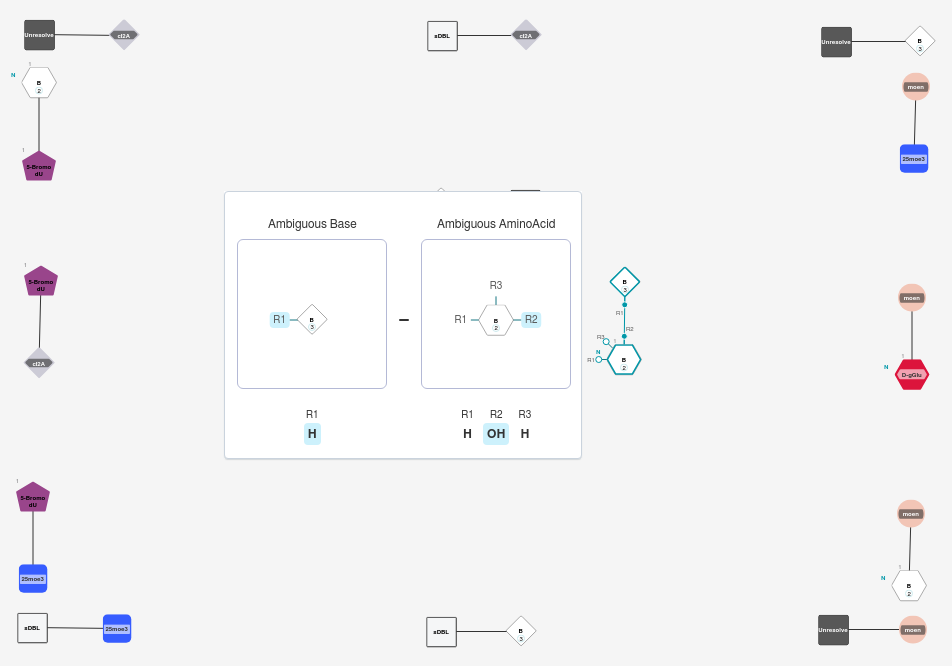 Unresolve
cl2A
sDBL
cl2A
Unresolve
B
3
1
N
B
2
moen
1
5-Bromo
dU
25moe3
Ambiguous Base
Ambiguous AminoAcid
R1
B
3
R3
R1
B
2
R2
R1
H
R1 R2 R3
H OH H
B
3
R1
R2
R3
1
N
R1
B
2
1
5-Bromo
dU
cl2A
moen
1
N
D-gGlu
1
5-Bromo
dU
25moe3
moen
1
N
B
2
sDBL
25moe3
sDBL
B
3
Unresolve
moen